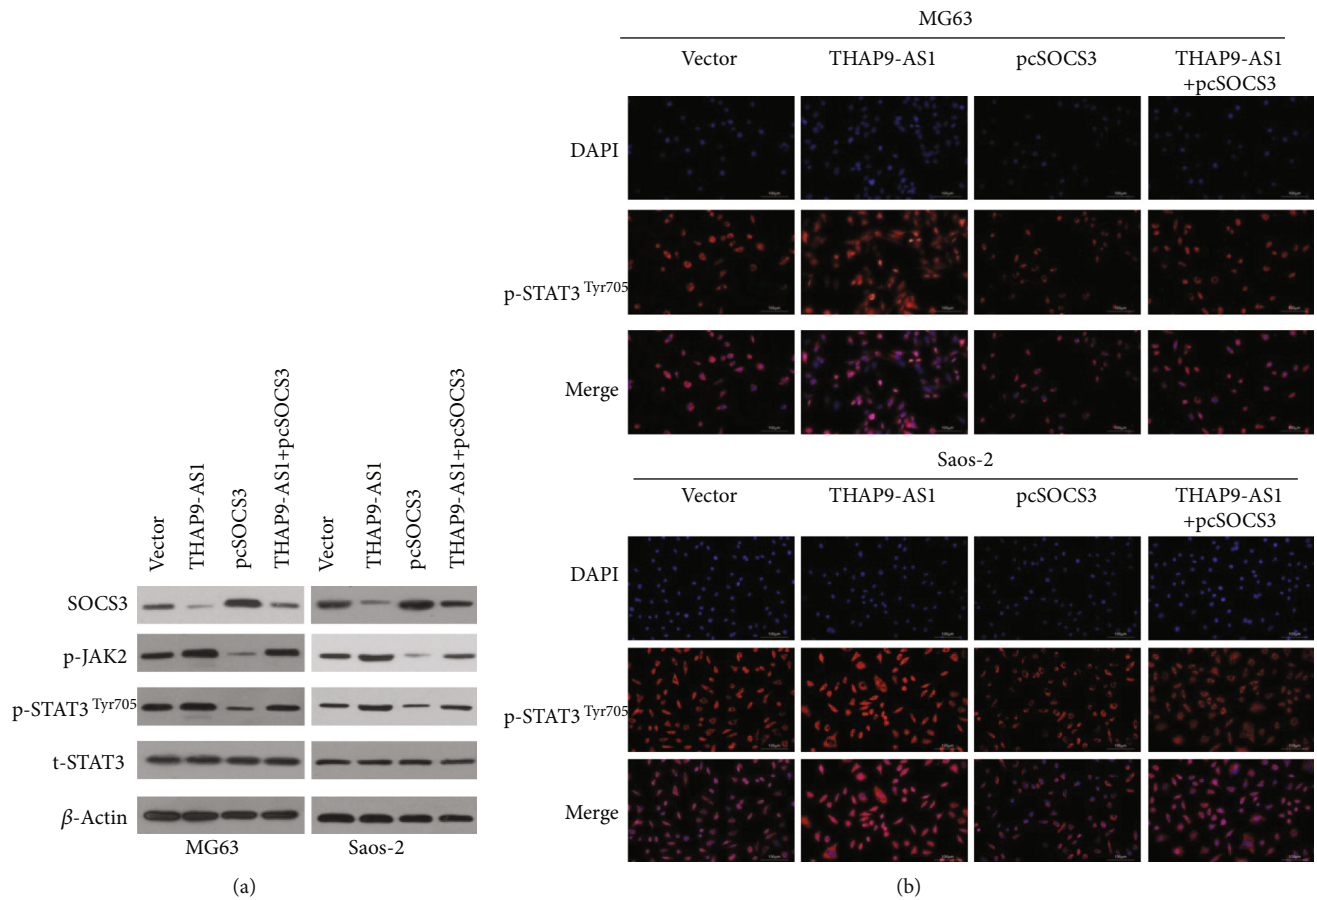 Vector
THAP9-AS1
pcSOCS3
THAP9-AS1+pcSOCS3
Vector
THAP9-AS1
pcSOCS3
THAP9-AS1+pcSOCS3
SOCS3
p-JAK2
p-STAT3 Tyr705
t-STAT3
β-Actin
MG63
Saos-2
(a)
MG63
Vector
THAP9-AS1
pcSOCS3
THAP9-AS1
+pcSOCS3
DAPI
p-STAT3 Tyr705
Merge
Saos-2
Vector
THAP9-AS1
pcSOCS3
THAP9-AS1
+pcSOCS3
DAPI
p-STAT3 Tyr705
Merge
(b)